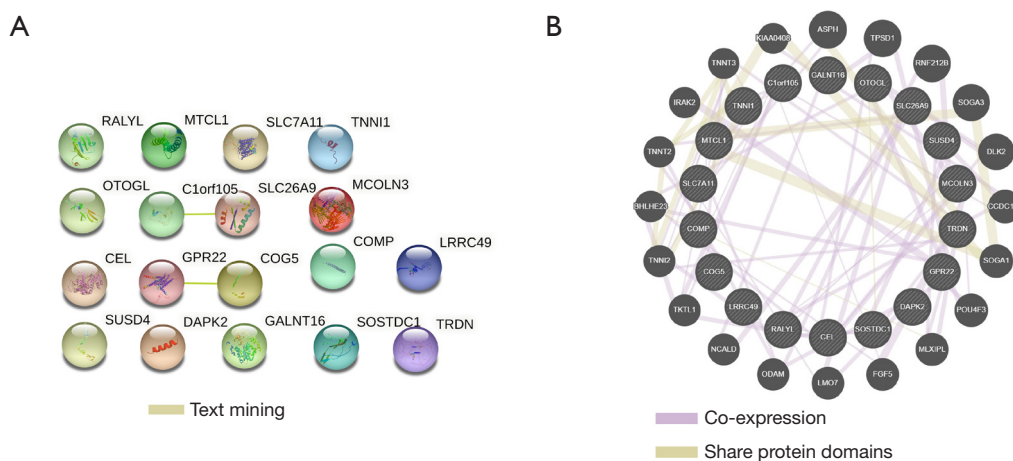 A
RALYL
MTCL1
SLC7A11
TNNI1
OTOGL
C1orf105
SLC26A9
MCOLN3
COMP
LRRC49
CEL
GPR22
COG5
SUSD4
DAPK2
GALNT16
SOSTDC1
TRDN
Text mining
B
ASPH
KIAA0408
TPSD1
TNNT3
RNF212B
GALNT16
C1orf105
OTOGL
IRAK2
TNNI1
SLC26A9
SOGA3
TNNT2
MTCL1
SUSD4
DLK2
SLC7A11
MCOLN3
BHLHE23
CCDC1
COMP
TRDN
TNNI2
COG5
GPR22
SOGA1
TKTL1
LRRC49
DAPK2
POU4F3
RALYL
CEL
SOSTDC1
NCALD
MLXIPL
ODAM
LMO7
FGF5
Co-expression
Share protein domains